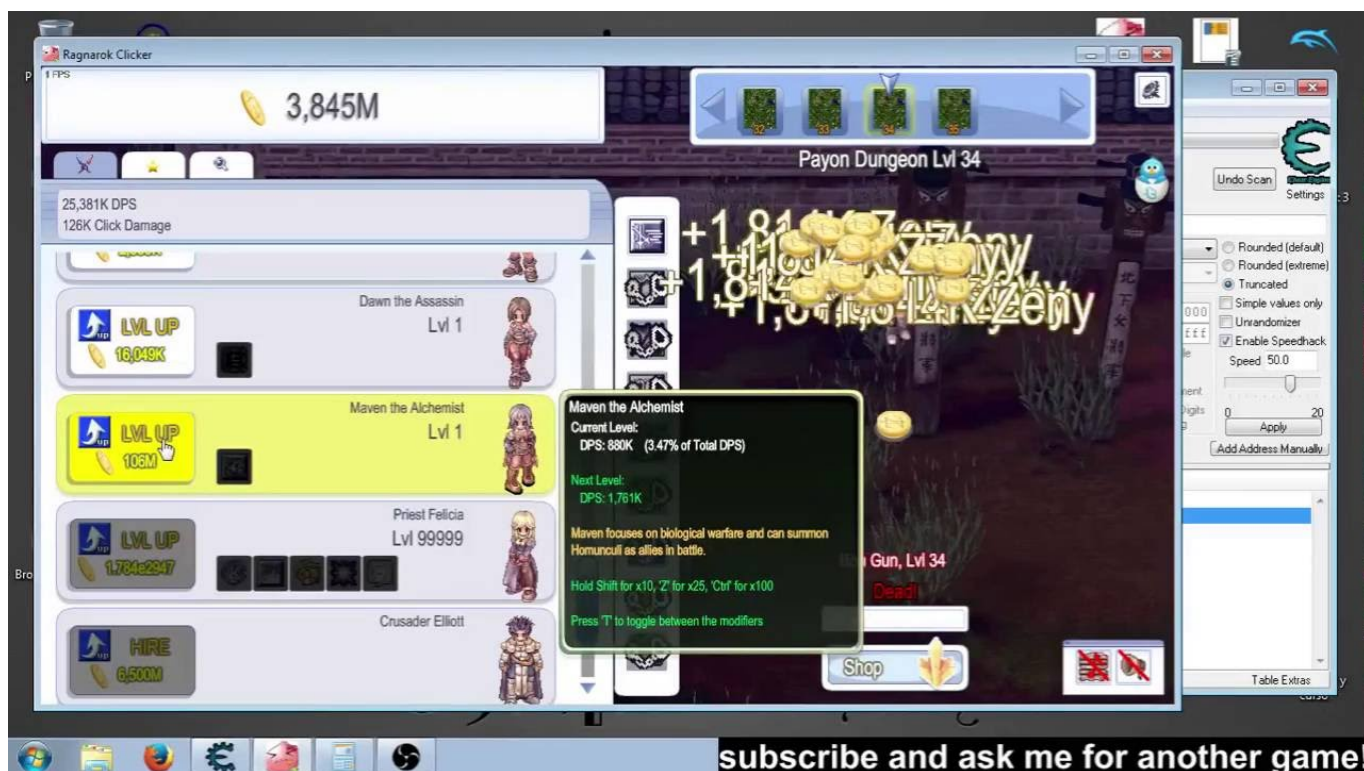 Ragnarok Clicker
1 FPS
3,845M
32
33
34
35
Payon Dungeon Lvl 34
25,381K DPS
126K Click Damage
Dawn the Assassin
Lvl 1
LVL UP
16,049K
Maven the Alchemist
Lvl 1
LVL UP
106M
Priest Felicia
Lvl 99999
LVL UP
1.784e2947
Crusader Elliott
HIRE
6,500M
Maven the Alchemist
Current Level:
DPS: 880K (3.47% of Total DPS)
Next Level:
DPS: 1,761K
Maven focuses on biological warfare and can summon
Homunculi as allies in battle.
Hold Shift for x10, 'Z' for x25, 'Ctrl' for x100
Press 'T' to toggle between the modifiers
Gun, Lvl 34
Dead!
Shop
Undo Scan
Settings
Rounded (default)
Rounded (extreme)
Truncated
Simple values only
Unrandomizer
Enable Speedhack
Speed 50.0
0 20
Apply
Add Address Manually
Table Extras
subscribe and ask me for another game!